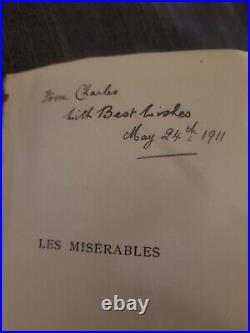 From Charles
With Best Wishes
May 24th 1911
LES MISÉRABLES